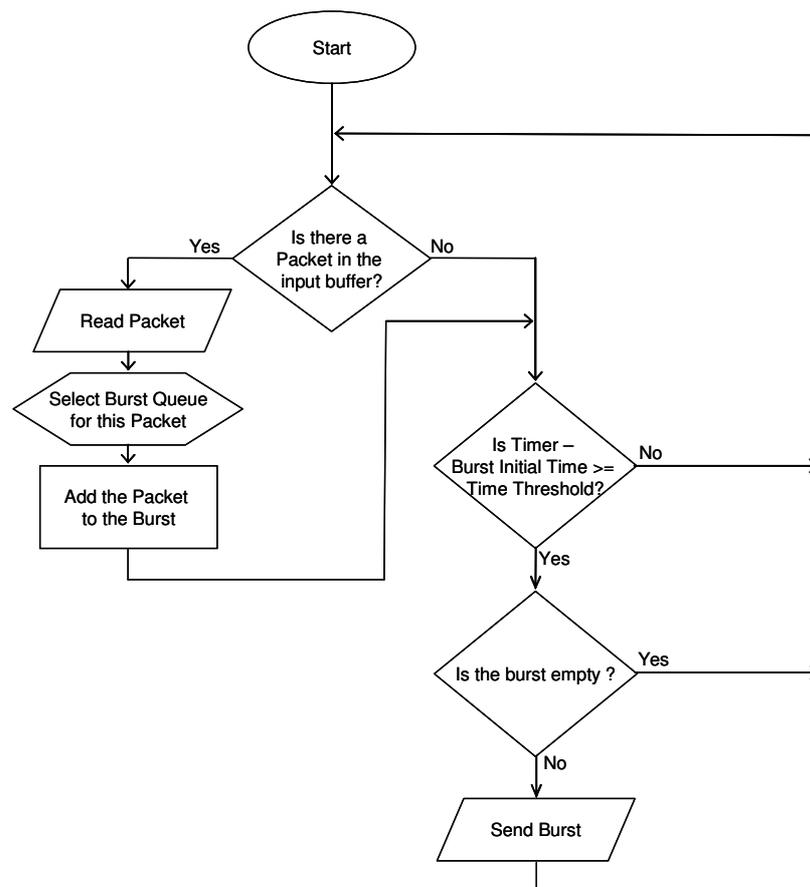 Start
Is there a
Packet in the
input buffer?
Yes
No
Read Packet
Select Burst Queue
for this Packet
Add the Packet
to the Burst
Is Timer –
Burst Initial Time >=
Time Threshold?
No
Yes
Is the burst empty ?
Yes
No
Send Burst